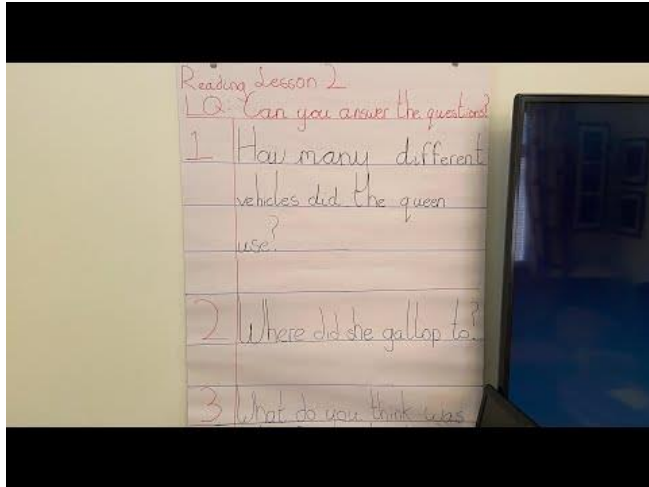 Reading Lesson 2
LQ: Can you answer the questions?
1 How many different
vehicles did the queen
use?
2 Where did she gallop to?
3 What do you think was